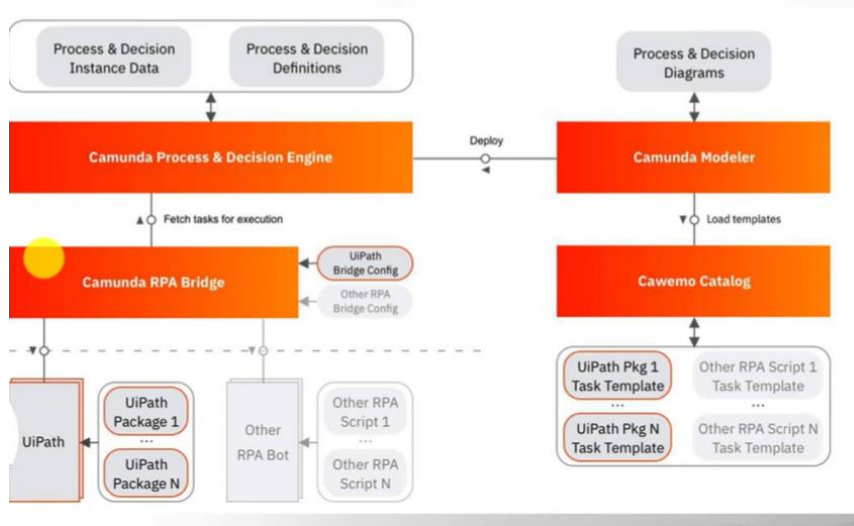 Process & Decision
Instance Data
Process & Decision
Definitions
Process & Decision
Diagrams
Camunda Process & Decision Engine
Deploy
Camunda Modeler
Fetch tasks for execution
Load templates
Camunda RPA Bridge
UiPath
Bridge Config
Other RPA
Bridge Config
Cawemo Catalog
UiPath Pkg 1
Task Template
Other RPA Script 1
Task Template
...
...
UiPath Pkg N
Task Template
Other RPA Script N
Task Template
UiPath
UiPath
Package 1
...
UiPath
Package N
Other
RPA Bot
Other RPA
Script 1
...
Other RPA
Script N